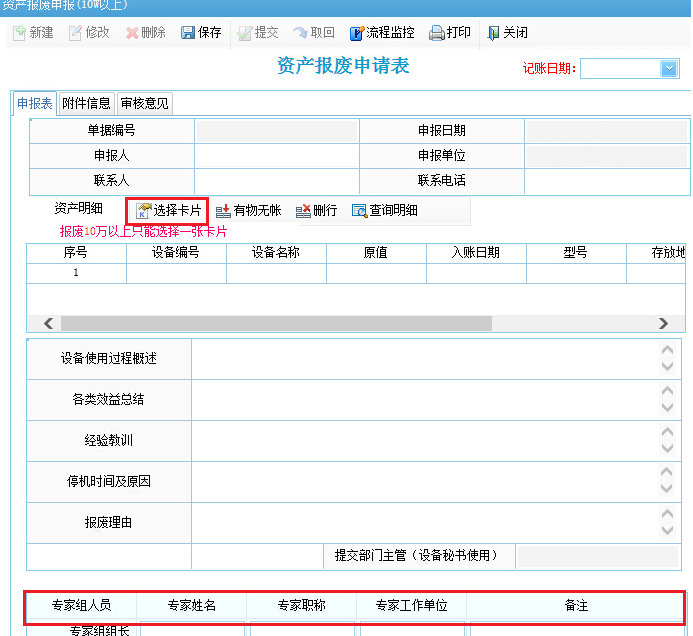 资产报废申报(10W以上)
新建 修改 删除 保存 提交 取回 流程监控 打印 关闭
资产报废申请表 记账日期:
申报表 附件信息 审核意见
单据编号 申报日期
申报人 申报单位
联系人 联系电话
资产明细 选择卡片 有物无帐 删行 查询明细
报废10万以上只能选择一张卡片
序号 设备编号 设备名称 原值 入账日期 型号 存放地
1
设备使用过程概述
各类效益总结
经验教训
停机时间及原因
报废理由
提交部门主管（设备秘书使用）
专家组人员 专家姓名 专家职称 专家工作单位 备注
专家组组长